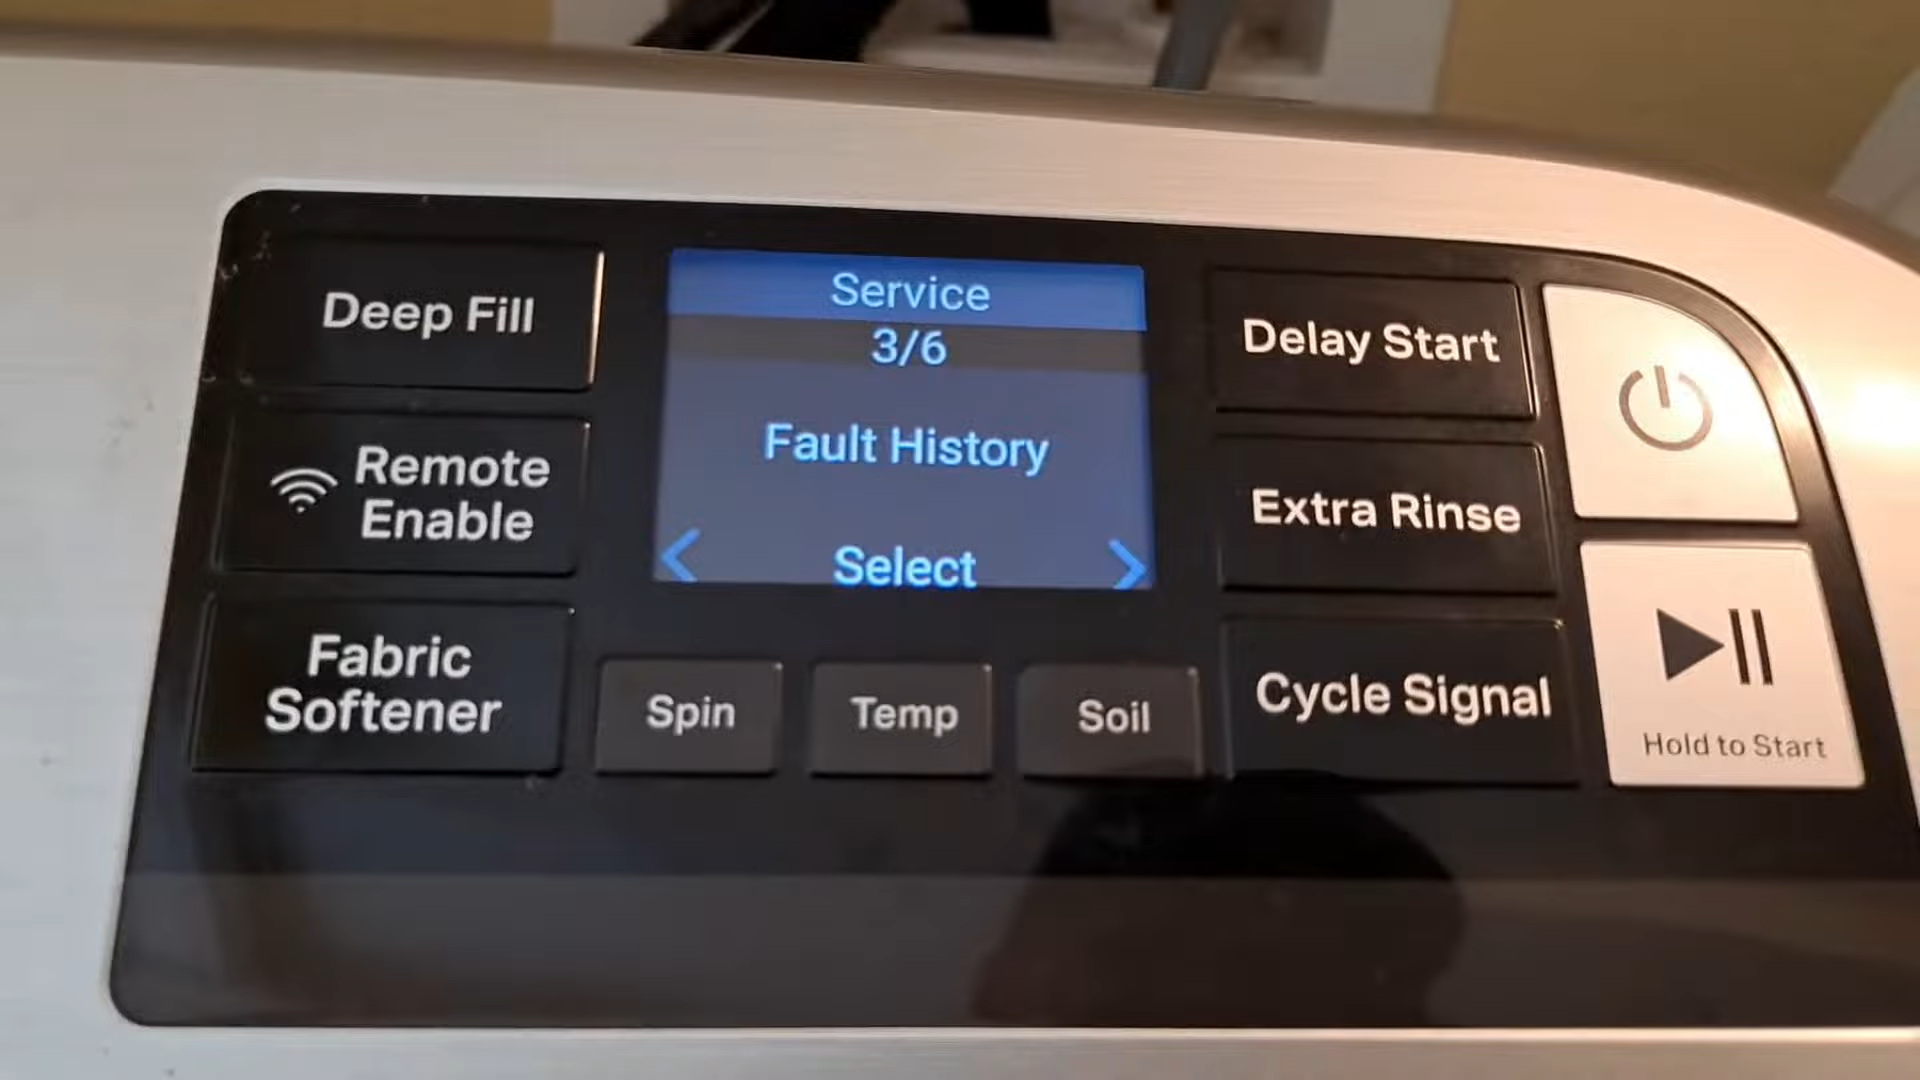 Deep Fill
Remote
Enable
Fabric
Softener
Service
3/6
Fault History
Select
Spin
Temp
Soil
Delay Start
Extra Rinse
Cycle Signal
Hold to Start